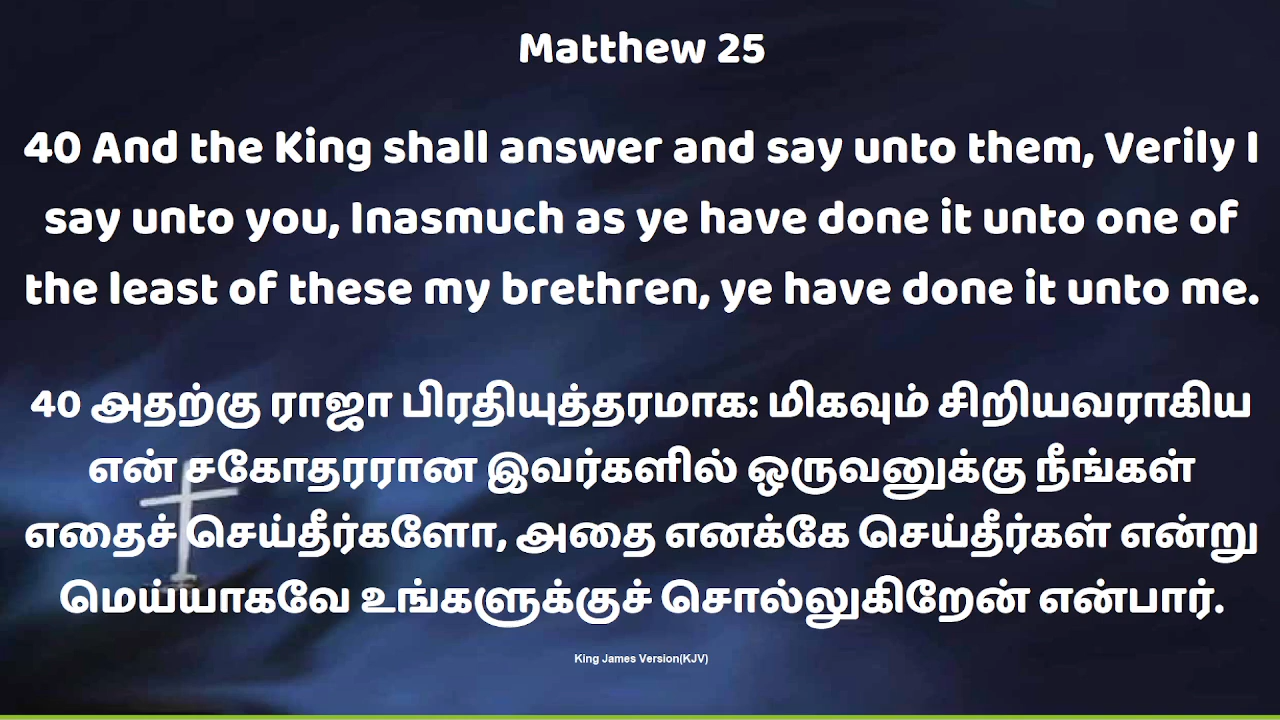 Matthew 25
40 And the King shall answer and say unto them, Verily I
say unto you, Inasmuch as ye have done it unto one of
the least of these my brethren, ye have done it unto me.
40 அதற்கு ராஜா பிரதியுத்தரமாக: மிகவும் சிறியவராகிய
என் சகோதரரான இவர்களில் ஒருவனுக்கு நீங்கள்
எதைச் செய்தீர்களோ, அதை எனக்கே செய்தீர்கள் என்று
மெய்யாகவே உங்களுக்குச் சொல்லுகிறேன் என்பார்.
King James Version(KJV)